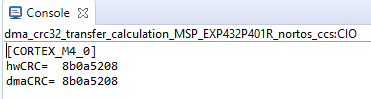 Console
dma_crc32_transfer_calculation_MSP_EXP432P401R_nortos_ccs:CIO
[CORTEX_M4_0]
hwCRC=  8b0a5208
dmaCRC= 8b0a5208